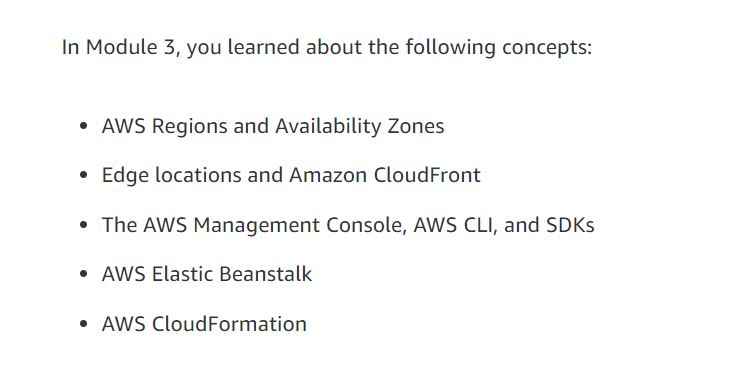 In Module 3, you learned about the following concepts:
• AWS Regions and Availability Zones
• Edge locations and Amazon CloudFront
• The AWS Management Console, AWS CLI, and SDKs
• AWS Elastic Beanstalk
• AWS CloudFormation